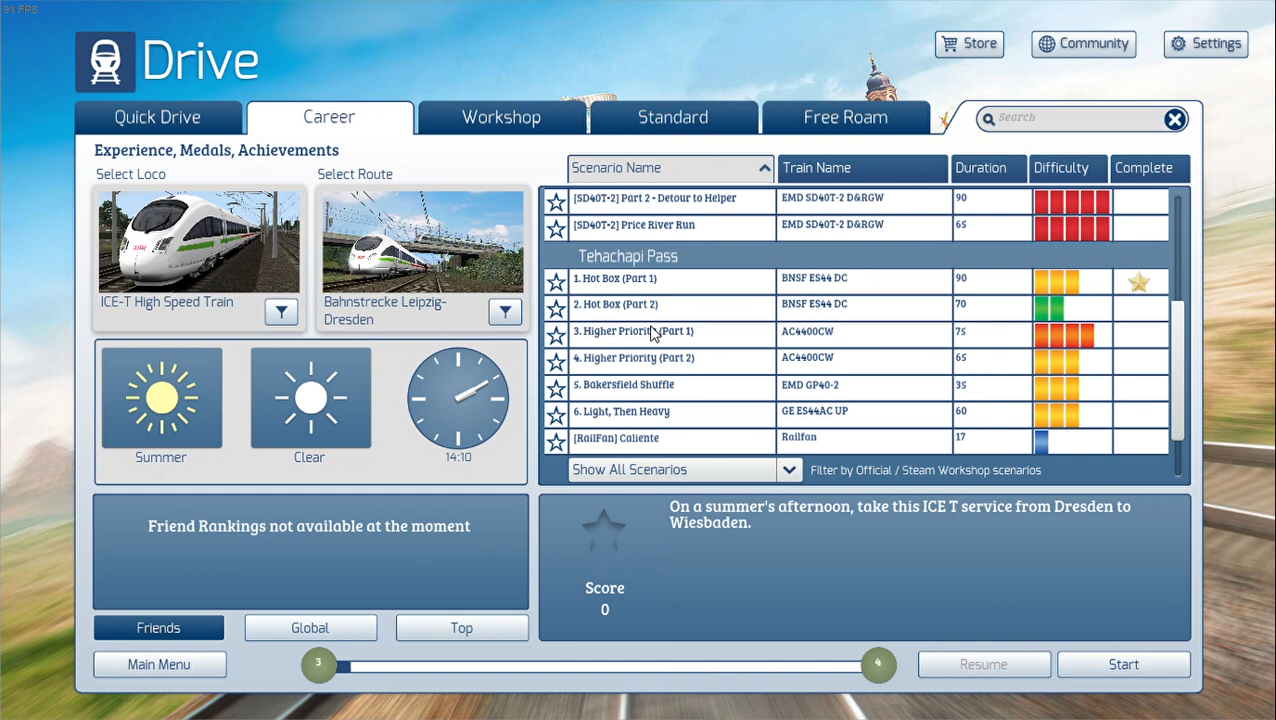 91 FPS
Drive
Store
Community
Settings
Quick Drive
Career
Workshop
Standard
Free Roam
Search
Experience, Medals, Achievements
Select Loco
Select Route
ICE-T High Speed Train
Bahnstrecke Leipzig-
Dresden
Scenario Name
Train Name
Duration
Difficulty
Complete
[SD40T-2] Part 2 - Detour to Helper EMD SD40T-2 D&RGW 90
[SD40T-2] Price River Run EMD SD40T-2 D&RGW 65
Tehachapi Pass
1. Hot Box (Part 1) BNSF ES44 DC 90
2. Hot Box (Part 2) BNSF ES44 DC 70
3. Higher Priority (Part 1) AC4400CW 75
4. Higher Priority (Part 2) AC4400CW 65
5. Bakersfield Shuffle EMD GP40-2 35
6. Light, Then Heavy GE ES44AC UP 60
[RailFan] Caliente Railfan 17
Show All Scenarios
Filter by Official / Steam Workshop scenarios
Summer
Clear
14:10
Friend Rankings not available at the moment
On a summer's afternoon, take this ICE T service from Dresden to
Wiesbaden.
Score
0
Friends
Global
Top
Main Menu
3
4
Resume
Start